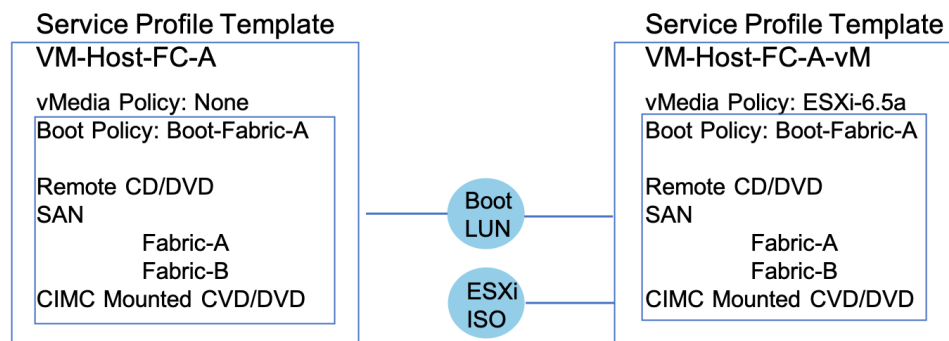 Service Profile Template
VM-Host-FC-A
vMedia Policy: None
Boot Policy: Boot-Fabric-A
Remote CD/DVD
SAN
Fabric-A
Fabric-B
CIMC Mounted CVD/DVD
Boot
LUN
ESXi
ISO
Service Profile Template
VM-Host-FC-A-vM
vMedia Policy: ESXi-6.5a
Boot Policy: Boot-Fabric-A
Remote CD/DVD
SAN
Fabric-A
Fabric-B
CIMC Mounted CVD/DVD